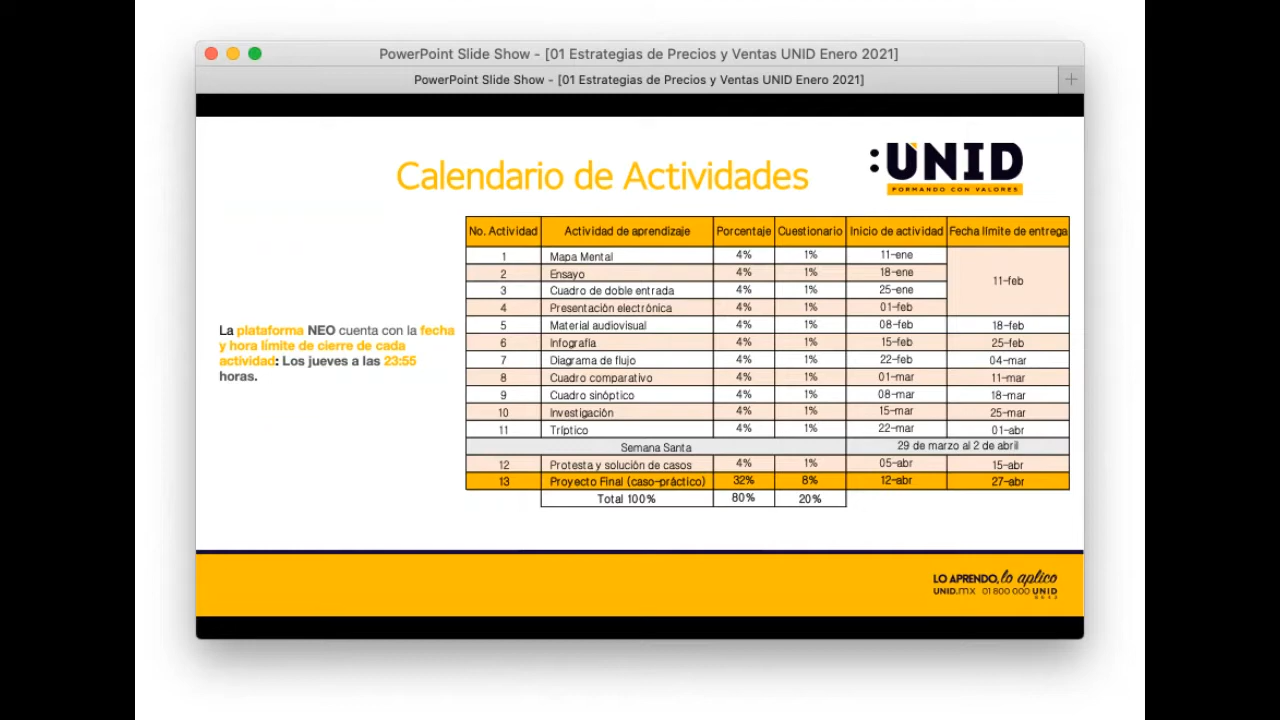 PowerPoint Slide Show - [01 Estrategias de Precios y Ventas UNID Enero 2021]
PowerPoint Slide Show - [01 Estrategias de Precios y Ventas UNID Enero 2021]
Calendario de Actividades
:UNID
FORMANDO CON VALORES
La plataforma NEO cuenta con la fecha
y hora límite de cierre de cada
actividad: Los jueves a las 23:55
horas.
No. Actividad Actividad de aprendizaje Porcentaje Cuestionario Inicio de actividad Fecha límite de entrega
1 Mapa Mental 4% 1% 11-ene
2 Ensayo 4% 1% 18-ene
11-feb
3 Cuadro de doble entrada 4% 1% 25-ene
4 Presentación electrónica 4% 1% 01-feb
5 Material audiovisual 4% 1% 08-feb 18-feb
6 Infografía 4% 1% 15-feb 25-feb
7 Diagrama de flujo 4% 1% 22-feb 04-mar
8 Cuadro comparativo 4% 1% 01-mar 11-mar
9 Cuadro sinóptico 4% 1% 08-mar 18-mar
10 Investigación 4% 1% 15-mar 25-mar
11 Tríptico 4% 1% 22-mar 01-abr
Semana Santa 29 de marzo al 2 de abril
12 Protesta y solución de casos 4% 1% 05-abr 15-abr
13 Proyecto Final (caso-práctico) 32% 8% 12-abr 27-abr
Total 100% 80% 20%
LO APRENDO, lo aplico
UNID.mx 01 800 000 UNID